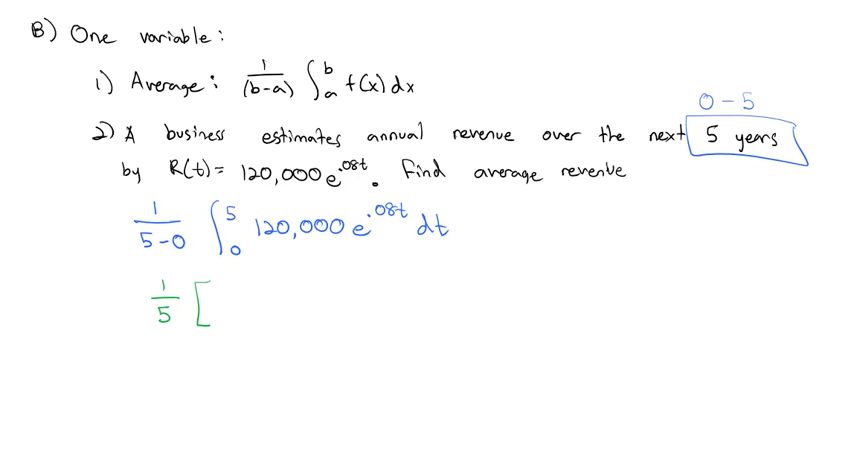 B) One variable:
1) Average: 1/(b-a) ∫_a^b f(x) dx
0 - 5
2) A business estimates annual revenue over the next 5 years
by R(t) = 120,000 e^{.08t}. Find average revenue
1/(5-0) ∫_0^5 120,000 e^{.08t} dt
1/5 [